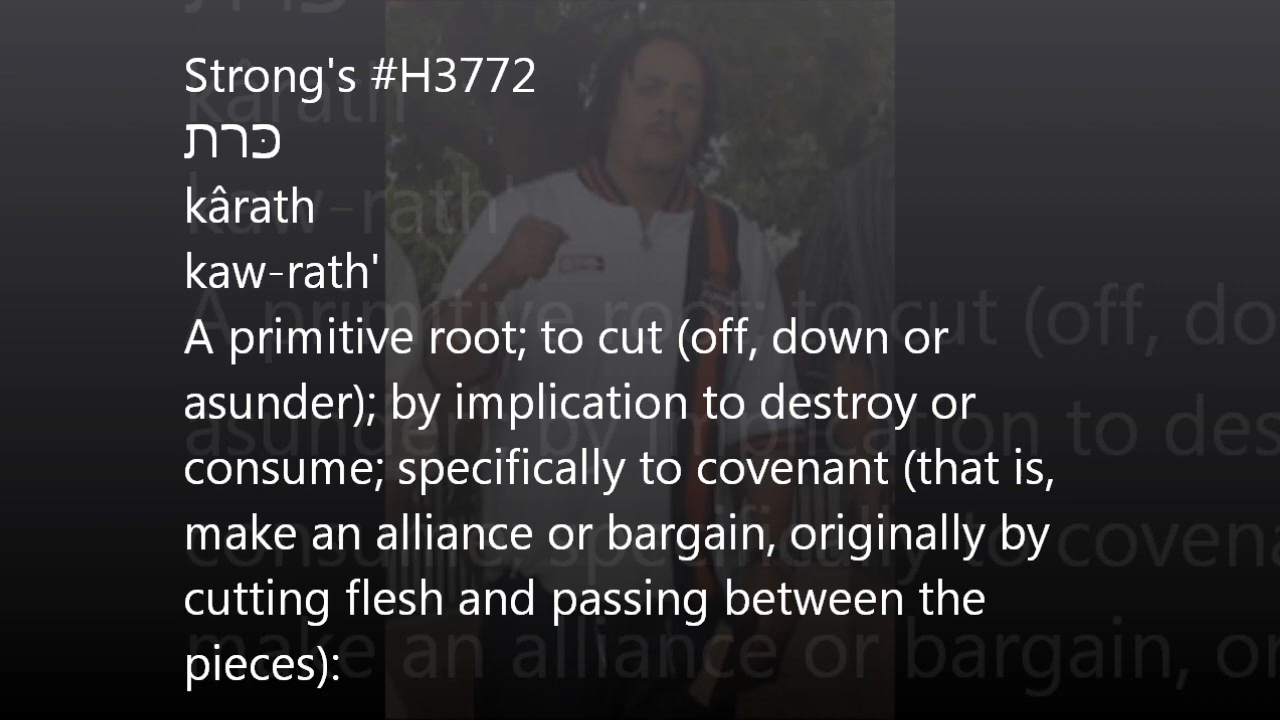 Strong's #H3772
כּרת
kârath
kaw-rath'
A primitive root; to cut (off, down or
asunder); by implication to destroy or
consume; specifically to covenant (that is,
make an alliance or bargain, originally by
cutting flesh and passing between the
pieces):